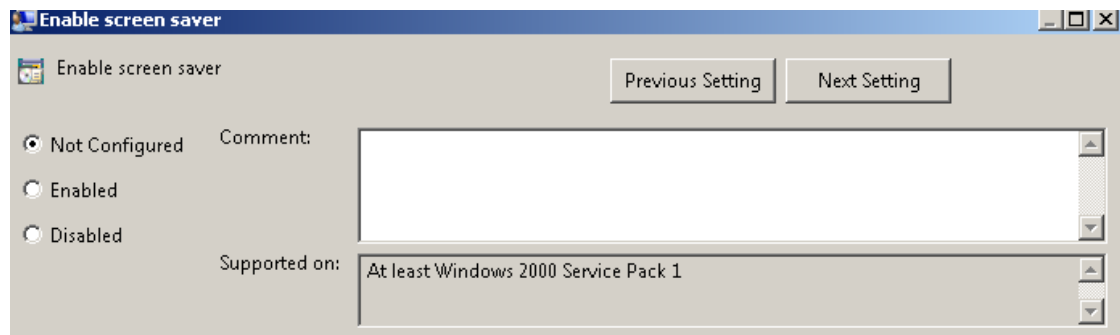 Enable screen saver
Enable screen saver
Previous Setting
Next Setting
Not Configured
Comment:
Enabled
Disabled
Supported on:
At least Windows 2000 Service Pack 1